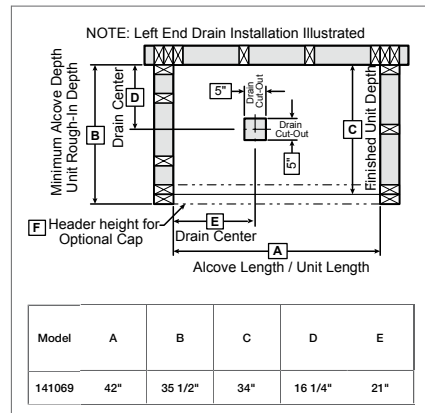 NOTE: Left End Drain Installation Illustrated
Minimum Alcove Depth
Unit Rough-In Depth
B
Drain Center
D
5"
Drain
Cut-Out
Drain
Cut-Out
5"
C
Finished Unit Depth
F Header height for
Optional Cap
E
Drain Center
A
Alcove Length / Unit Length
Model A B C D E
141069 42" 35 1/2" 34" 16 1/4" 21"